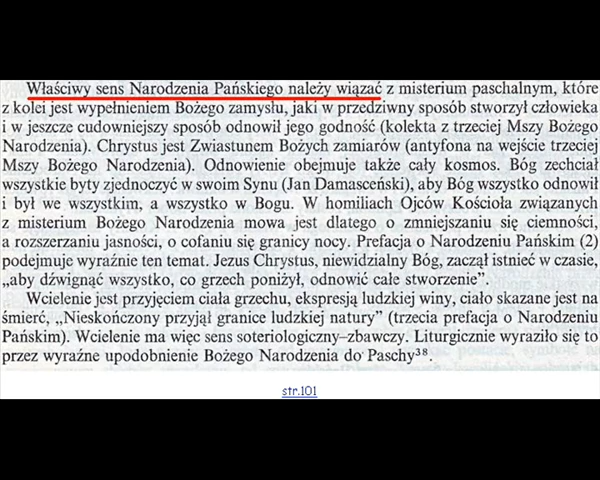 Właściwy sens Narodzenia Pańskiego należy wiązać z misterium paschalnym, które
z kolei jest wypełnieniem Bożego zamysłu, jaki w przedziwny sposób stworzył człowieka
i w jeszcze cudowniejszy sposób odnowił jego godność (kolekta z trzeciej Mszy Bożego
Narodzenia). Chrystus jest Zwiastunem Bożych zamiarów (antyfona na wejście trzeciej
Mszy Bożego Narodzenia). Odnowienie obejmuje także cały kosmos. Bóg zechciał
wszystkie byty zjednoczyć w swoim Synu (Jan Damasceński), aby Bóg wszystko odnowił
i był we wszystkim, a wszystko w Bogu. W homiliach Ojców Kościoła związanych
z misterium Bożego Narodzenia mowa jest dlatego o zmniejszaniu się ciemności,
a rozszerzaniu jasności, o cofaniu się granicy nocy. Prefacja o Narodzeniu Pańskim (2)
podejmuje wyraźnie ten temat. Jezus Chrystus, niewidzialny Bóg, zaczął istnieć w czasie,
„aby dźwignąć wszystko, co grzech poniżył, odnowić całe stworzenie”.
Wcielenie jest przyjęciem ciała grzechu, ekspresją ludzkiej winy, ciało skazane jest na
śmierć, „Nieskończony przyjął granice ludzkiej natury” (trzecia prefacja o Narodzeniu
Pańskim). Wcielenie ma więc sens soteriologiczny–zbawczy. Liturgicznie wyraziło się to
przez wyraźne upodobnienie Bożego Narodzenia do Paschy³⁸.
str.101